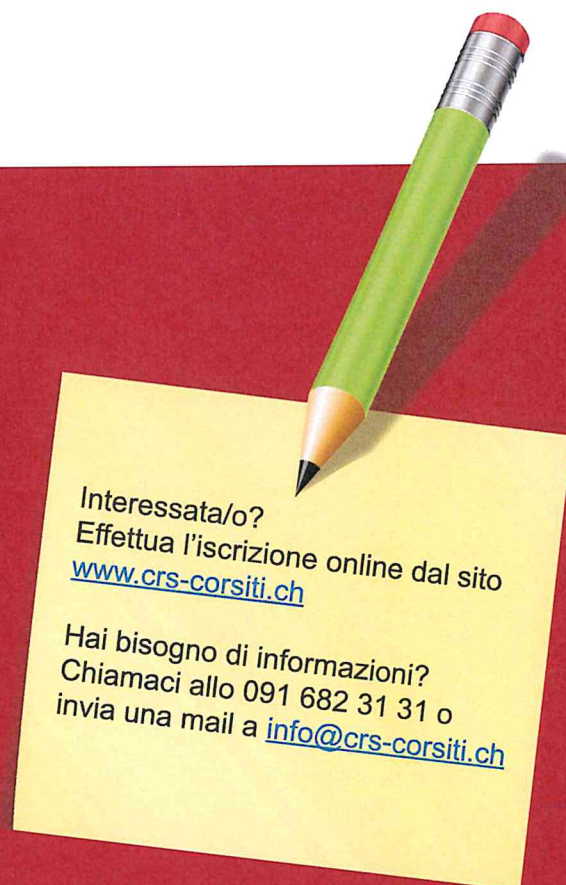 Interessata/o?
Effettua l'iscrizione online dal sito
www.crs-corsiti.ch
Hai bisogno di informazioni?
Chiamaci allo 091 682 31 31 o
invia una mail a info@crs-corsiti.ch